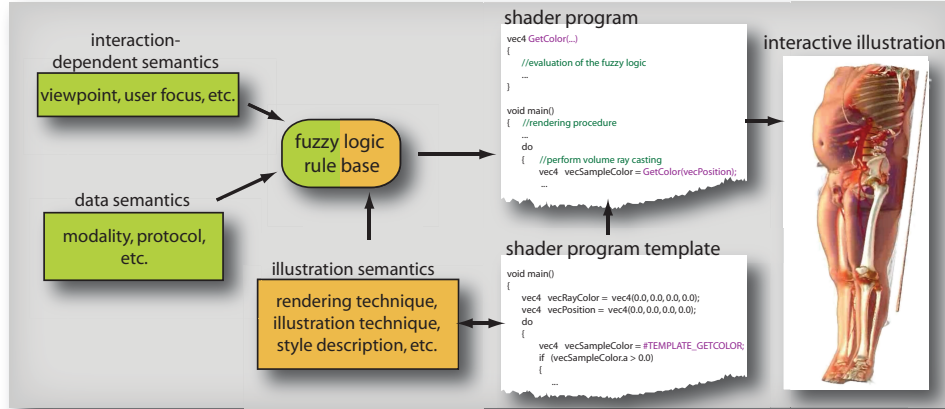 interaction-
dependent semantics
viewpoint, user focus, etc.
data semantics
modality, protocol,
etc.
fuzzy logic
rule base
illustration semantics
rendering technique,
illustration technique,
style description, etc.
shader program
vec4 GetColor(...)
{
//evaluation of the fuzzy logic
...
}
void main()
{ //rendering procedure
...
do
{ //perform volume ray casting
vec4 vecSampleColor = GetColor(vecPosition);
...
shader program template
void main()
{
vec4 vecRayColor = vec4(0.0, 0.0, 0.0, 0.0);
vec4 vecPosition = vec4(0.0, 0.0, 0.0, 0.0);
do
{
vec4 vecSampleColor = #TEMPLATE_GETCOLOR;
if (vecSampleColor.a > 0.0)
{
...
interactive illustration